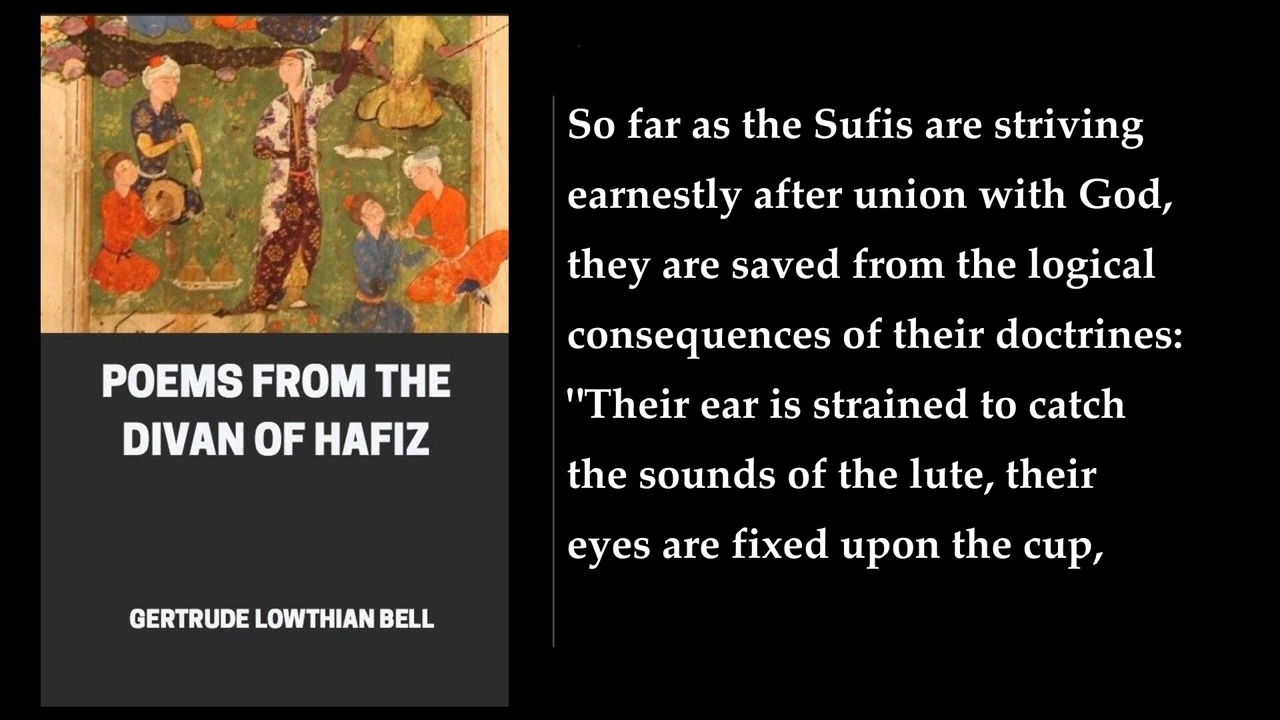 POEMS FROM THE
DIVAN OF HAFIZ
GERTRUDE LOWTHIAN BELL
So far as the Sufis are striving
earnestly after union with God,
they are saved from the logical
consequences of their doctrines:
"Their ear is strained to catch
the sounds of the lute, their
eyes are fixed upon the cup,